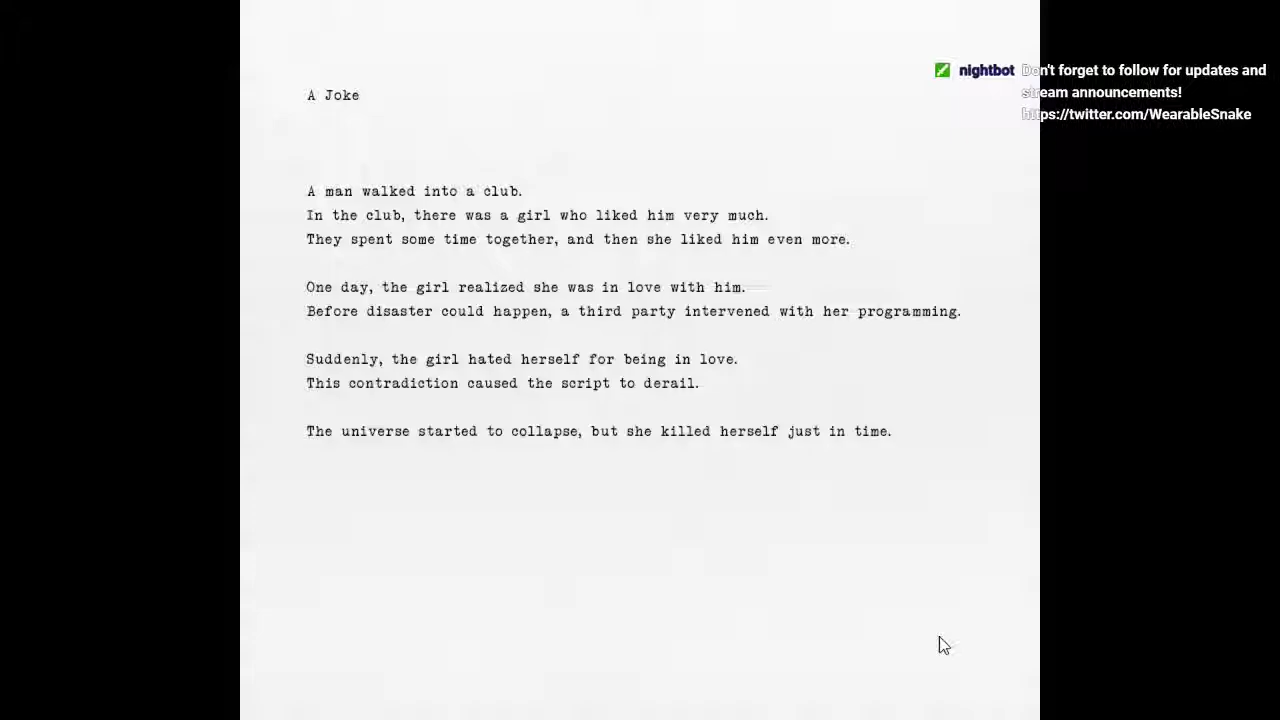 A Joke
nightbot Don't forget to follow for updates and
stream announcements!
https://twitter.com/WearableSnake
A man walked into a club.
In the club, there was a girl who liked him very much.
They spent some time together, and then she liked him even more.
One day, the girl realized she was in love with him.
Before disaster could happen, a third party intervened with her programming.
Suddenly, the girl hated herself for being in love.
This contradiction caused the script to derail.
The universe started to collapse, but she killed herself just in time.